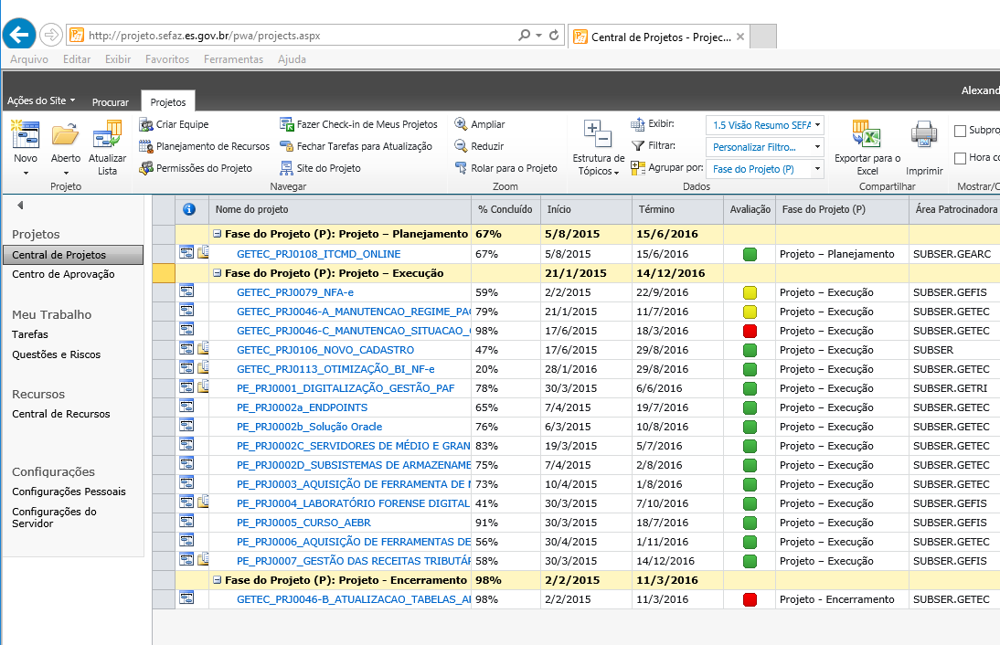 http://projeto.sefaz.es.gov.br/pwa/projects.aspx
Central de Projetos - Projec...
Arquivo Editar Exibir Favoritos Ferramentas Ajuda
Ações do Site Procurar Projetos
Novo
Aberto
Atualizar Lista
Projeto
Criar Equipe
Planejamento de Recursos
Permissões do Projeto
Fazer Check-in de Meus Projetos
Fechar Tarefas para Atualização
Site do Projeto
Navegar
Ampliar
Reduzir
Rolar para o Projeto
Zoom
Estrutura de Tópicos
Exibir: 1.5 Visão Resumo SEFA
Filtrar: Personalizar Filtro...
Agrupar por: Fase do Projeto (P)
Dados
Exportar para o Excel
Imprimir
Compartilhar
Projetos
Central de Projetos
Centro de Aprovação
Meu Trabalho
Tarefas
Questões e Riscos
Recursos
Central de Recursos
Configurações
Configurações Pessoais
Configurações do
Servidor
Nome do projeto % Concluído Início Término Avaliação Fase do Projeto (P) Área Patrocinadora
Fase do Projeto (P): Projeto – Planejamento 67% 5/8/2015 15/6/2016
GETEC_PRJ0108_ITCMD_ONLINE 67% 5/8/2015 15/6/2016 Projeto – Planejamento SUBSER.GEARC
Fase do Projeto (P): Projeto – Execução 21/1/2015 14/12/2016
GETEC_PRJ0079_NFA-e 59% 2/2/2015 22/9/2016 Projeto – Execução SUBSER.GEFIS
GETEC_PRJ0046-A_MANUTENCAO_REGIME_PAG 79% 21/1/2015 11/7/2016 Projeto – Execução SUBSER.GETEC
GETEC_PRJ0046-C_MANUTENCAO_SITUACAO_ 98% 17/6/2015 18/3/2016 Projeto – Execução SUBSER.GETEC
GETEC_PRJ0106_NOVO_CADASTRO 47% 17/6/2015 29/8/2016 Projeto – Execução SUBSER
GETEC_PRJ0113_OTIMIZAÇÃO_BI_NF-e 20% 28/1/2016 29/8/2016 Projeto – Execução SUBSER.GETEC
PE_PRJ0001_DIGITALIZAÇÃO_GESTÃO_PAF 78% 30/3/2015 6/6/2016 Projeto – Execução SUBSER.GETRI
PE_PRJ0002a_ENDPOINTS 65% 7/4/2015 19/7/2016 Projeto – Execução SUBSER.GETEC
PE_PRJ0002b_Solução Oracle 76% 6/3/2015 10/8/2016 Projeto – Execução SUBSER.GETEC
PE_PRJ0002C_SERVIDORES DE MÉDIO E GRAN 83% 19/3/2015 5/7/2016 Projeto – Execução SUBSER.GETEC
PE_PRJ0002D_SUBSISTEMAS DE ARMAZENAME 75% 7/4/2015 2/8/2016 Projeto – Execução SUBSER.GETEC
PE_PRJ0003_AQUISIÇÃO DE FERRAMENTA DE 73% 10/4/2015 1/8/2016 Projeto – Execução SUBSER.GETEC
PE_PRJ0004_LABORATÓRIO FORENSE DIGITAL 41% 30/3/2015 7/10/2016 Projeto – Execução SUBSER.GEFIS
PE_PRJ0005_CURSO_AEBR 91% 30/3/2015 18/7/2016 Projeto – Execução SUBSER.GEFIS
PE_PRJ0006_AQUISIÇÃO DE FERRAMENTAS DE 56% 30/4/2015 1/11/2016 Projeto – Execução SUBSER.GETEC
PE_PRJ0007_GESTÃO DAS RECEITAS TRIBUTÁR 58% 30/3/2015 14/12/2016 Projeto – Execução SUBSER.GEFIS
Fase do Projeto (P): Projeto - Encerramento 98% 2/2/2015 11/3/2016
GETEC_PRJ0046-B_ATUALIZACAO_TABELAS_A 98% 2/2/2015 11/3/2016 Projeto - Encerramento SUBSER.GETEC